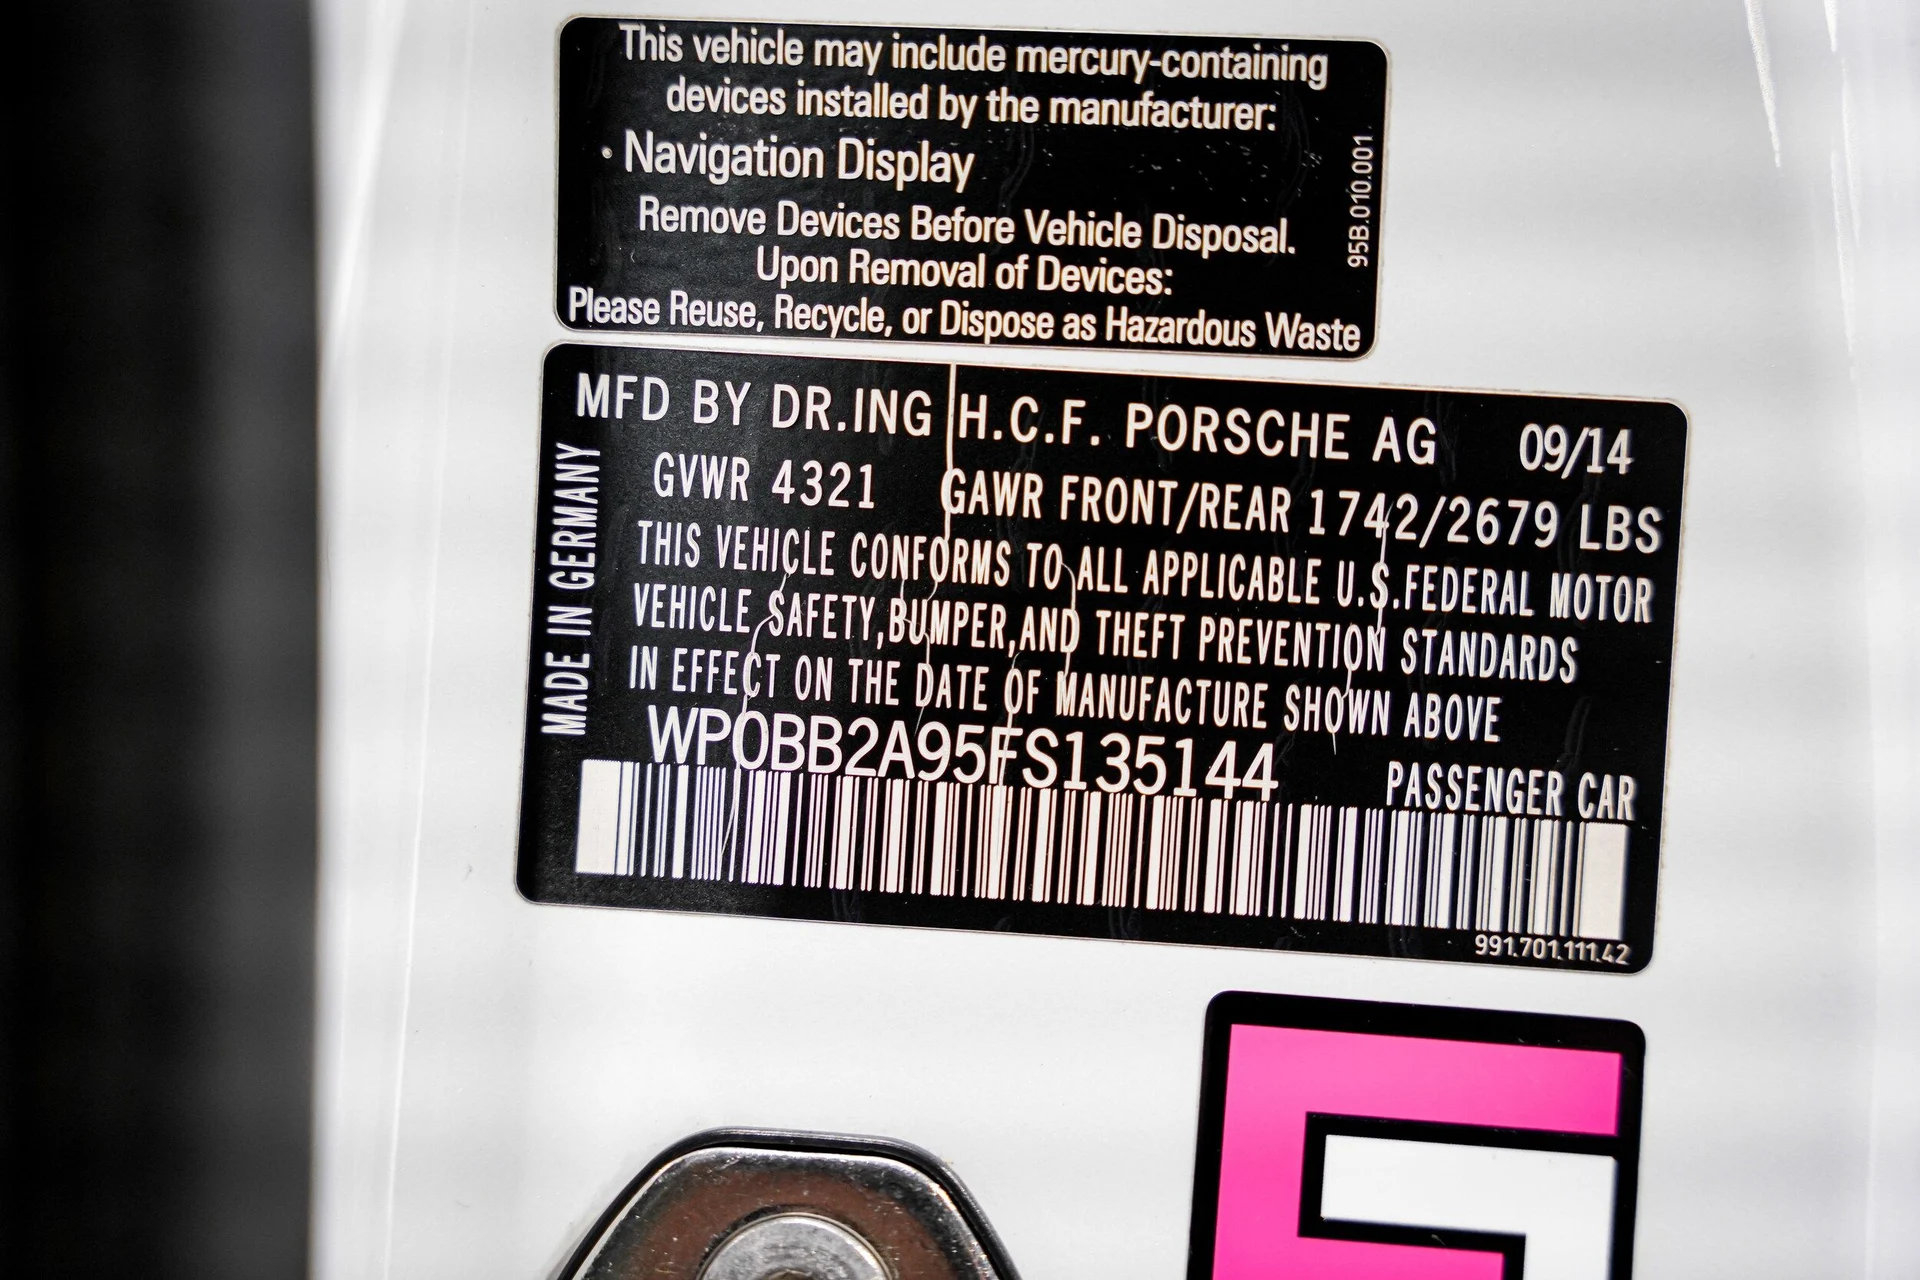 This vehicle may include mercury-containing
devices installed by the manufacturer:
· Navigation Display
Remove Devices Before Vehicle Disposal.
Upon Removal of Devices:
Please Reuse, Recycle, or Dispose as Hazardous Waste
95B.010.001
MFD BY DR.ING H.C.F. PORSCHE AG 09/14
GVWR 4321 GAWR FRONT/REAR 1742/2679 LBS
THIS VEHICLE CONFORMS TO ALL APPLICABLE U.S.FEDERAL MOTOR
VEHICLE SAFETY,BUMPER,AND THEFT PREVENTION STANDARDS
IN EFFECT ON THE DATE OF MANUFACTURE SHOWN ABOVE
WP0BB2A95FS135144 PASSENGER CAR
991.701.111.42
MADE IN GERMANY